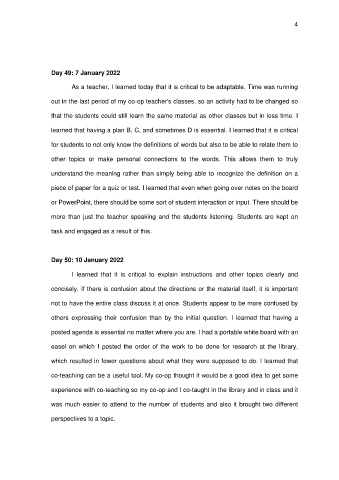 4
Day 49: 7 January 2022
As a teacher, I learned today that it is critical to be adaptable. Time was running
out in the last period of my co-op teacher's classes, so an activity had to be changed so
that the students could still learn the same material as other classes but in less time. I
learned that having a plan B, C, and sometimes D is essential. I learned that it is critical
for students to not only know the definitions of words but also to be able to relate them to
other topics or make personal connections to the words. This allows them to truly
understand the meaning rather than simply being able to recognize the definition on a
piece of paper for a quiz or test. I learned that even when going over notes on the board
or PowerPoint, there should be some sort of student interaction or input. There should be
more than just the teacher speaking and the students listening. Students are kept on
task and engaged as a result of this.
Day 50: 10 January 2022
I learned that it is critical to explain instructions and other topics clearly and
concisely. If there is confusion about the directions or the material itself, it is important
not to have the entire class discuss it at once. Students appear to be more confused by
others expressing their confusion than by the initial question. I learned that having a
posted agenda is essential no matter where you are. I had a portable white board with an
easel on which I posted the order of the work to be done for research at the library,
which resulted in fewer questions about what they were supposed to do. I learned that
co-teaching can be a useful tool. My co-op thought it would be a good idea to get some
experience with co-teaching so my co-op and I co-taught in the library and in class and it
was much easier to attend to the number of students and also it brought two different
perspectives to a topic.